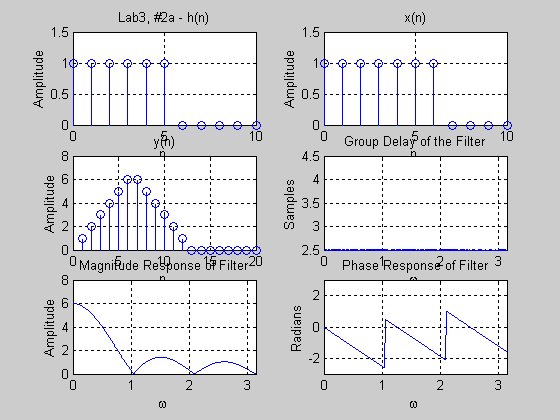 Lab3, #2a - h(n)
Amplitude
1.5
1
0.5
0
0 5 10
n
x(n)
Amplitude
1.5
1
0.5
0
0 5 10
n
y(n)
Amplitude
8
6
4
2
0
0 5 10 15 20
n
Group Delay of the Filter
Samples
4.5
4
3.5
3
2.5
0 1 2 3
ω
Magnitude Response of Filter
Amplitude
8
6
4
2
0
0 1 2 3
ω
Phase Response of Filter
Radians
2
0
-2
0 1 2 3
ω